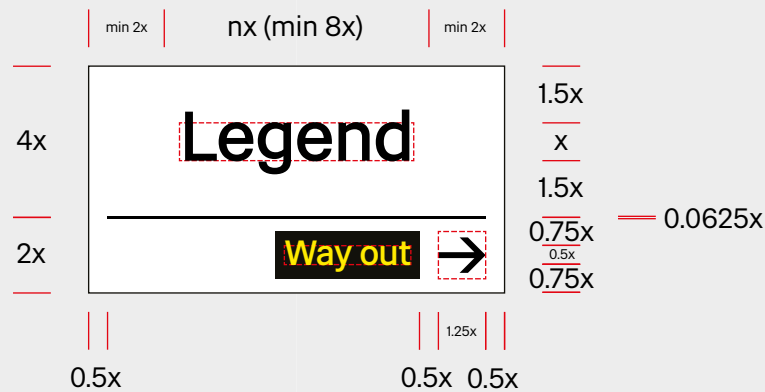 min 2x nx (min 8x) min 2x
1.5x
Legend
4x x
1.5x
0.0625x
0.75x
2x Way out → 0.5x
0.75x
1.25x
0.5x 0.5x 0.5x